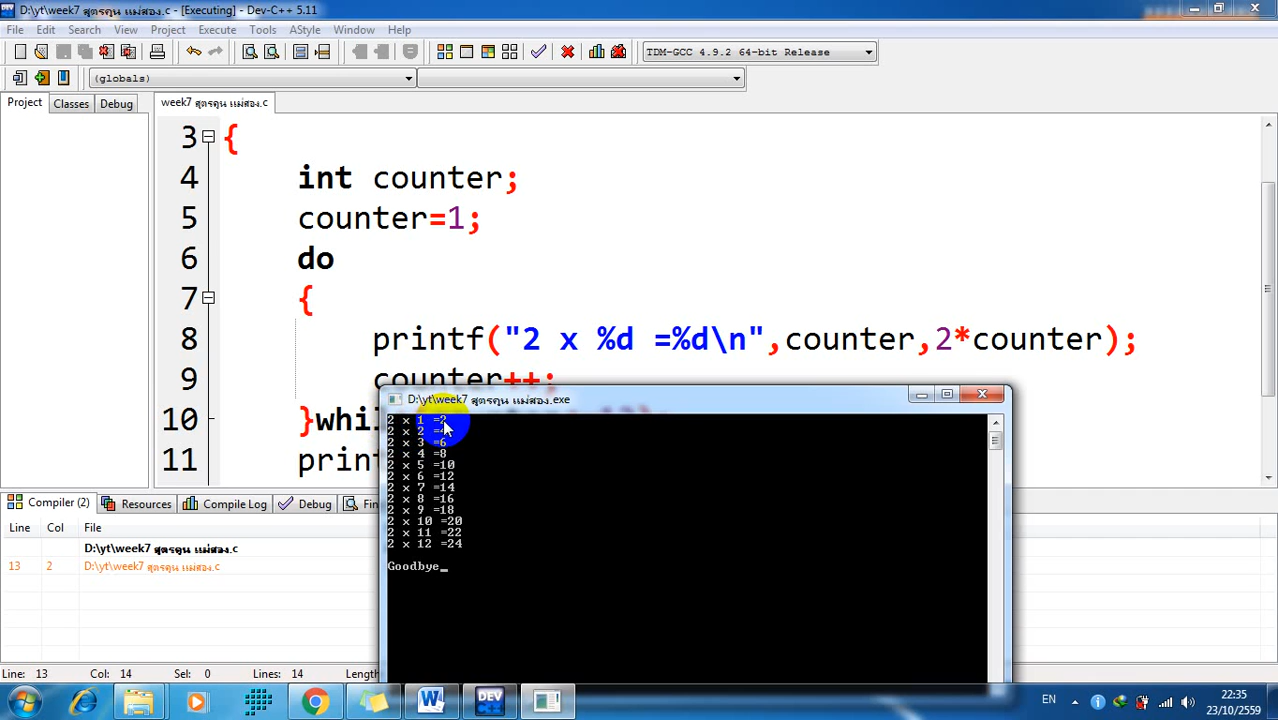 D:\yt\week7 สูตรคูณ แม่สอง.c - [Executing] - Dev-C++ 5.11
File Edit Search View Project Execute Tools AStyle Window Help
TDM-GCC 4.9.2 64-bit Release
(globals)
Project Classes Debug week7 สูตรคูณ แม่สอง.c
3 {
4 int counter;
5 counter=1;
6 do
7 {
8 printf("2 x %d =%d\n",counter,2*counter);
9 counter++;
10 }whil
11 print
D:\yt\week7 สูตรคูณ แม่สอง.exe
2 x 1 =2
2 x 2 =4
2 x 3 =6
2 x 4 =8
2 x 5 =10
2 x 6 =12
2 x 7 =14
2 x 8 =16
2 x 9 =18
2 x 10 =20
2 x 11 =22
2 x 12 =24
Goodbye_
Compiler (2) Resources Compile Log Debug Fin
Line Col File
D:\yt\week7 สูตรคูณ แม่สอง.c
13 2 D:\yt\week7 สูตรคูณ แม่สอง.c
Line: 13 Col: 14 Sel: 0 Lines: 14 Length
EN 22:35
23/10/2559